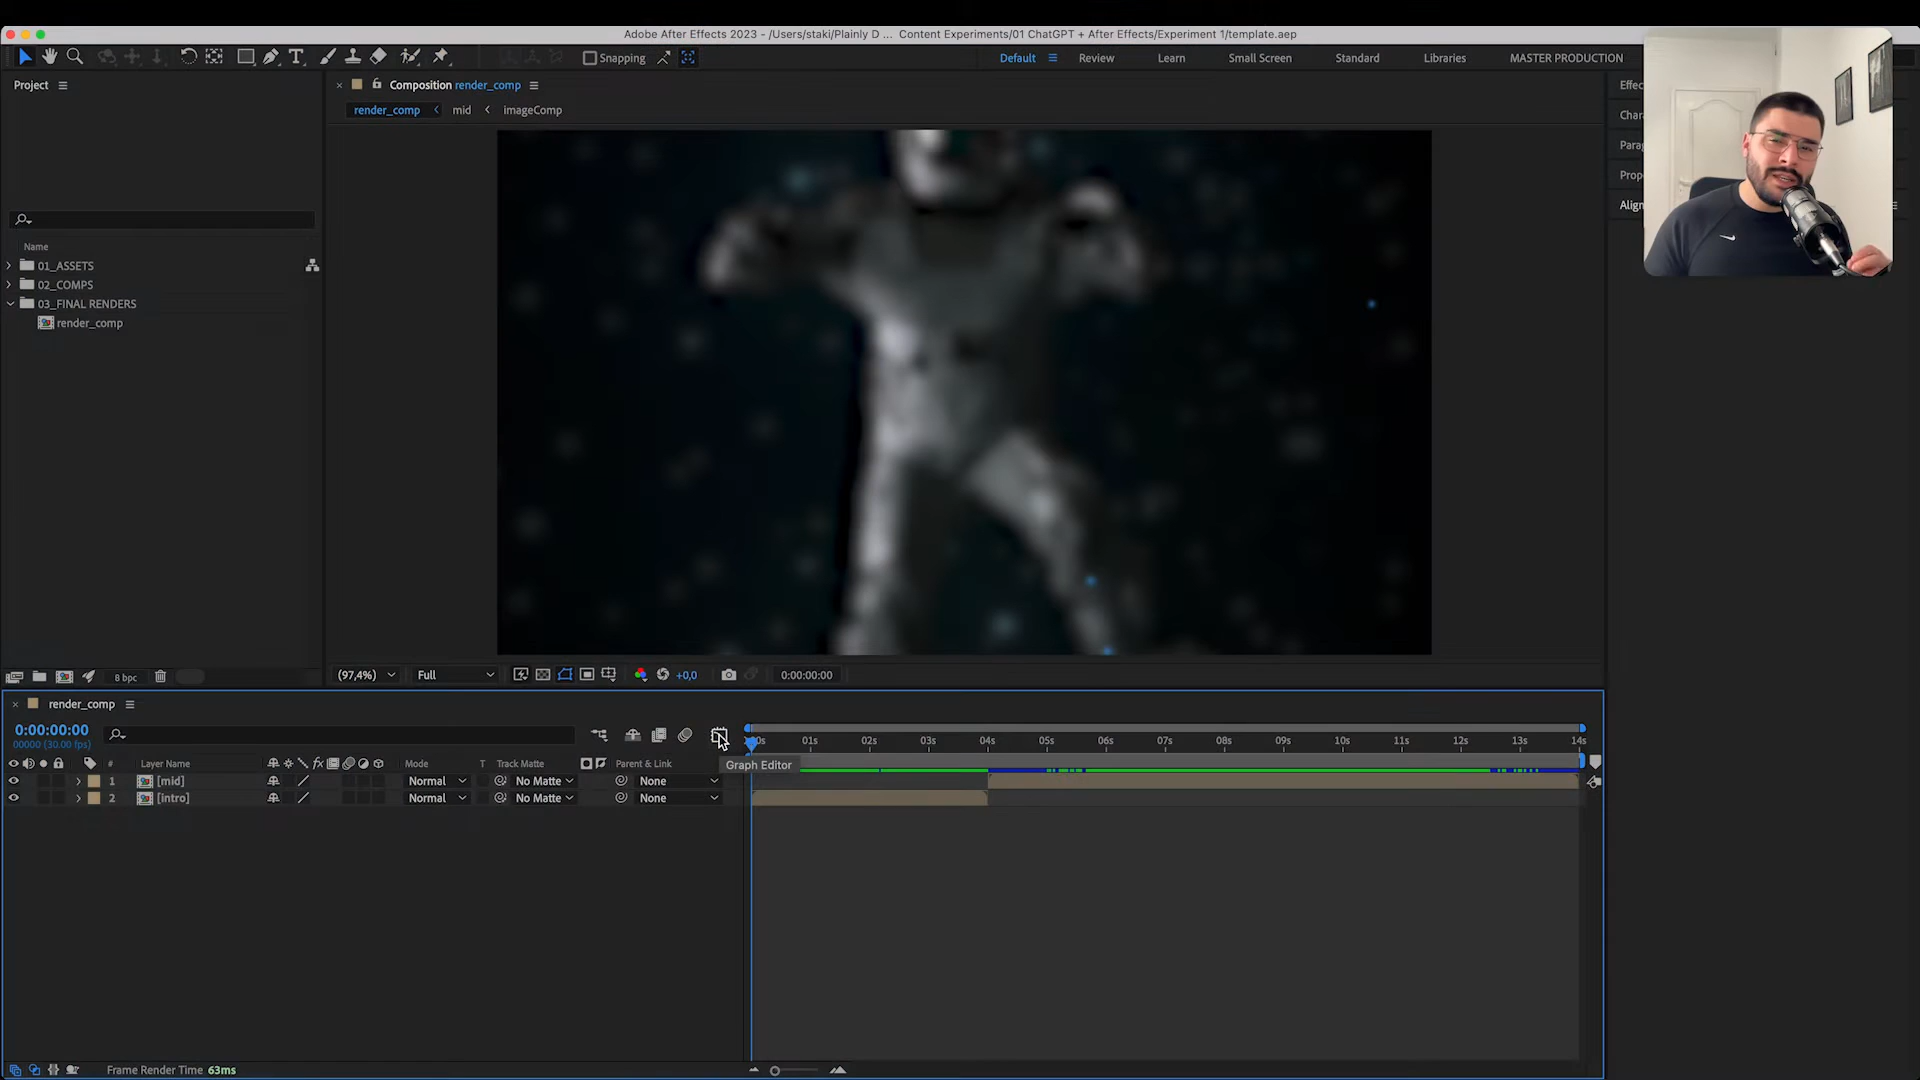 Adobe After Effects 2023 - /Users/staki/Plainly D ... Content Experiments/01 ChatGPT + After Effects/Experiment 1/template.aep
Snapping
Default
Review
Learn
Small Screen
Standard
Libraries
MASTER PRODUCTION
Project
Composition render_comp
Effec
render_comp
mid
imageComp
Chara
Parag
Prope
Align
Name
01_ASSETS
02_COMPS
03_FINAL RENDERS
render_comp
8 bpc
(97,4%)
Full
+0,0
0:00:00:00
render_comp
0:00:00:00
00000 (30.00 fps)
01s 02s 03s 04s 05s 06s 07s 08s 09s 10s 11s 12s 13s 14s
# Layer Name Mode T Track Matte Parent & Link
Graph Editor
1 [mid] Normal No Matte None
2 [intro] Normal No Matte None
Frame Render Time 63ms